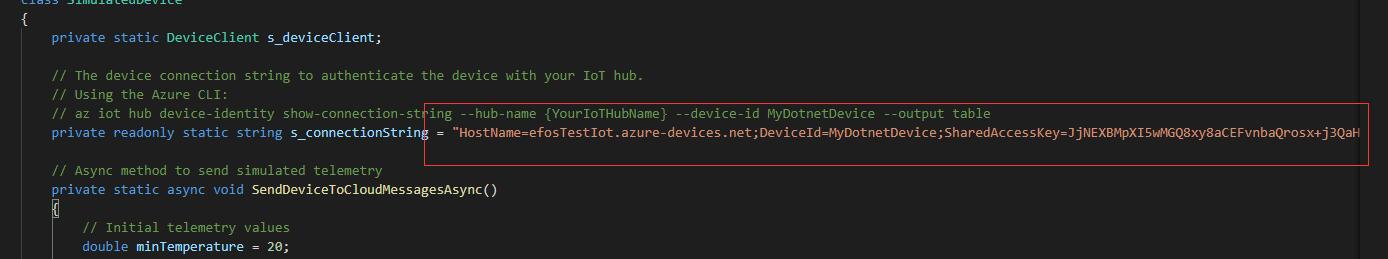 class SimulatedDevice
{
private static DeviceClient s_deviceClient;
// The device connection string to authenticate the device with your IoT hub.
// Using the Azure CLI:
// az iot hub device-identity show-connection-string --hub-name {YourIoTHubName} --device-id MyDotnetDevice --output table
private readonly static string s_connectionString = "HostName=efosTestIot.azure-devices.net;DeviceId=MyDotnetDevice;SharedAccessKey=JjNEXBMpXI5wMGQ8xy8aCEFvnbaQrosx+j3QaH
// Async method to send simulated telemetry
private static async void SendDeviceToCloudMessagesAsync()
{
// Initial telemetry values
double minTemperature = 20;